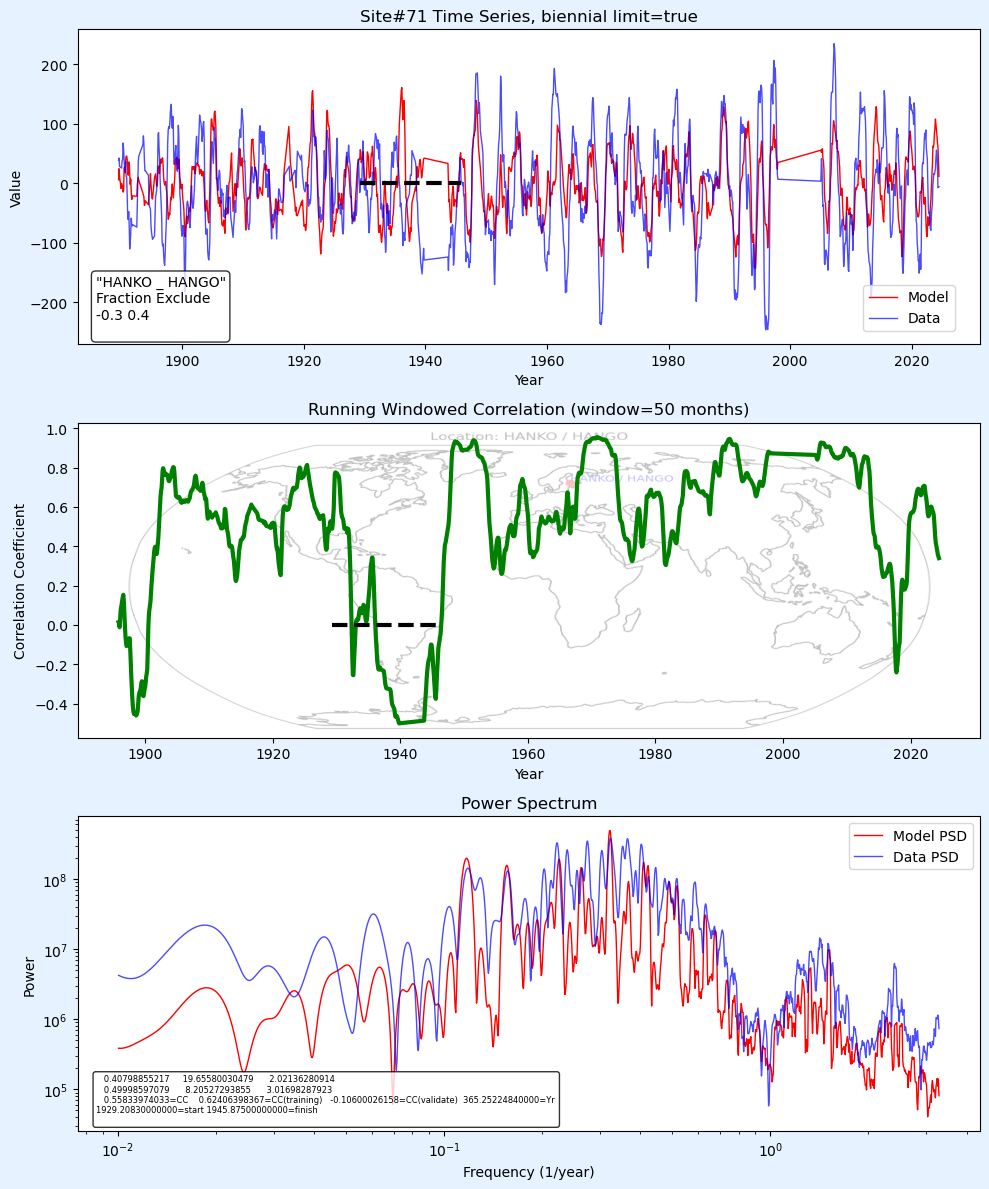 Site#71 Time Series, biennial limit=true
200
100
0
−100
−200
Value
"HANKO _ HANGO"
Fraction Exclude
-0.3 0.4
Model
Data
1900
1920
1940
1960
1980
2000
2020
Year
Running Windowed Correlation (window=50 months)
Location: HANKO / HANGO
HANKO / HANGO
1.0
0.8
0.6
0.4
0.2
0.0
−0.2
−0.4
Correlation Coefficient
1900
1920
1940
1960
1980
2000
2020
Year
Power Spectrum
Model PSD
Data PSD
10^8
10^7
10^6
10^5
Power
0.40798855217 19.65580030479 2.02136280914
0.49998597079 8.20527293855 3.01698287923
0.55833974033=CC 0.62406398367=CC(training) -0.10600026158=CC(validate) 365.25224840000=Yr
1929.20830000000=start 1945.87500000000=finish
10^−2
10^−1
10^0
Frequency (1/year)